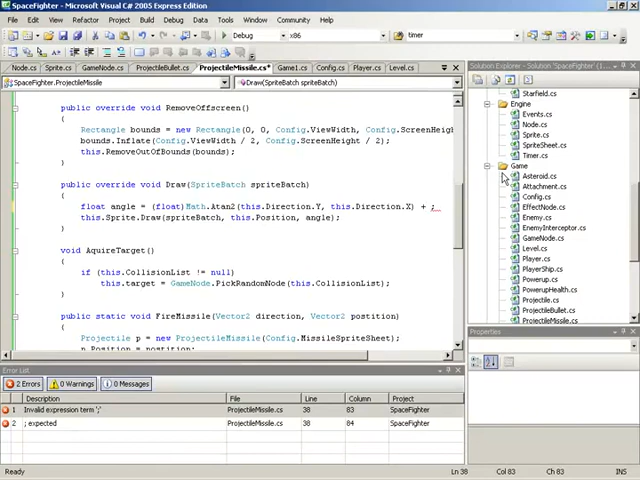 SpaceFighter - Microsoft Visual C# 2005 Express Edition
File Edit View Refactor Project Build Debug Data Tools Window Community Help
Debug x86 timer
Node.cs Sprite.cs GameNode.cs ProjectileBullet.cs ProjectileMissile.cs* Game1.cs Config.cs Player.cs Level.cs
SpaceFighter.ProjectileMissile Draw(SpriteBatch spriteBatch)
public override void RemoveOffscreen()
{
Rectangle bounds = new Rectangle(0, 0, Config.ViewWidth, Config.ScreenHeight
bounds.Inflate(Config.ViewWidth / 2, Config.ScreenHeight / 2);
this.RemoveOutOfBounds(bounds);
}
public override void Draw(SpriteBatch spriteBatch)
{
float angle = (float)Math.Atan2(this.Direction.Y, this.Direction.X) + ;
this.Sprite.Draw(spriteBatch, this.Position, angle);
}
void AquireTarget()
{
if (this.CollisionList != null)
this.target = GameNode.PickRandomNode(this.CollisionList);
}
public static void FireMissile(Vector2 direction, Vector2 postition)
{
Projectile p = new ProjectileMissile(Config.MissileSpriteSheet);
p.Position = postition;
Solution Explorer - SpaceFighter
Starfield.cs
Engine
Events.cs
Node.cs
Sprite.cs
SpriteSheet.cs
Timer.cs
Game
Asteroid.cs
Attachment.cs
Config.cs
EffectNode.cs
Enemy.cs
EnemyInterceptor.cs
GameNode.cs
Level.cs
Player.cs
PlayerShip.cs
Powerup.cs
PowerupHealth.cs
Projectile.cs
ProjectileBullet.cs
ProjectileMissile.cs
Properties
Error List
2 Errors 0 Warnings 0 Messages
Description File Line Column Project
1 Invalid expression term ';' ProjectileMissile.cs 38 83 SpaceFighter
2 ; expected ProjectileMissile.cs 38 84 SpaceFighter
Ready Ln 38 Col 83 Ch 83 INS